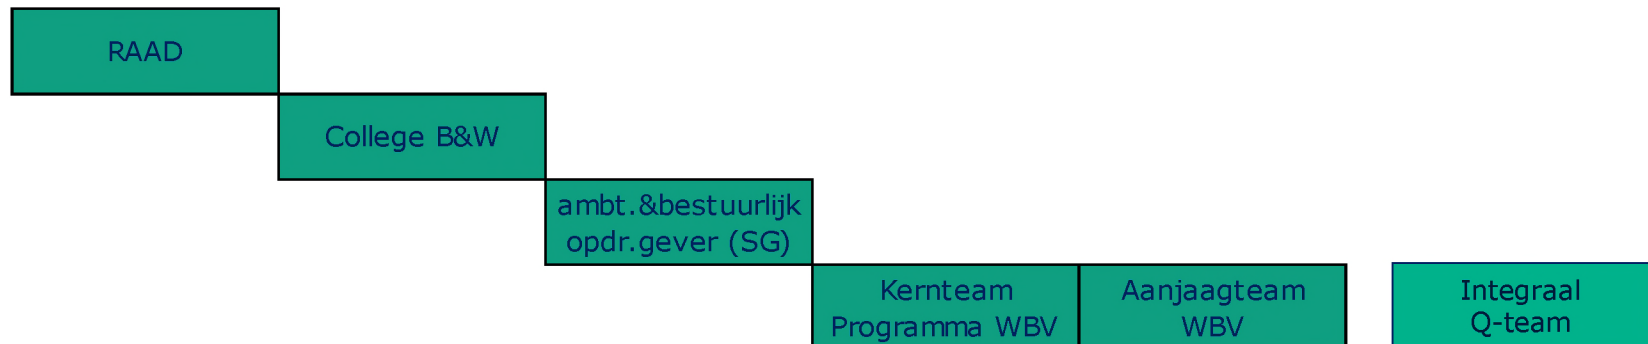 RAAD
College B&W
ambt.&bestuurlijk
opdr.gever (SG)
Kernteam
Programma WBV
Aanjaagteam
WBV
Integraal
Q-team